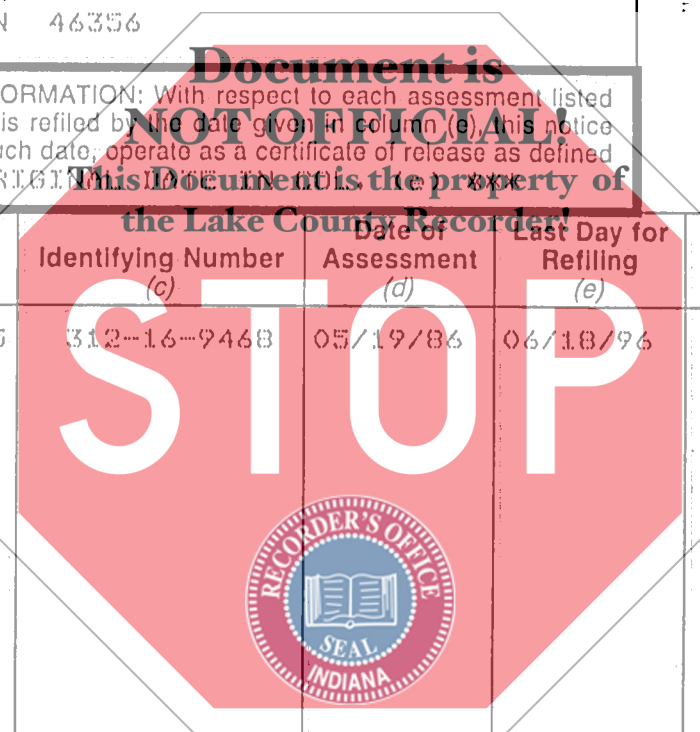 N 46356
Document is
ORMATION: With respect to each assessment listed
NOT OFFICIAL!
is refiled by the date given in column (e), this notice
ch date, operate as a certificate of release as defined
This Document is the property of
COL. (e) ***
the Lake County Recorder!
Identifying Number (c)
Date of Assessment (d)
Last Day for Refiling (e)
312-16-9468 05/19/86 06/18/96
STOP
RECORDER'S OFFICE
SEAL
INDIANA